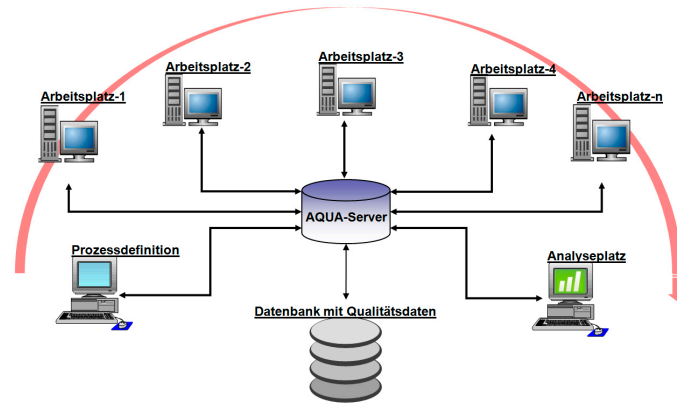 Arbeitsplatz-3
Arbeitsplatz-2
Arbeitsplatz-4
Arbeitsplatz-1
Arbeitsplatz-n
AQUA-Server
Prozessdefinition
Analyseplatz
Datenbank mit Qualitätsdaten